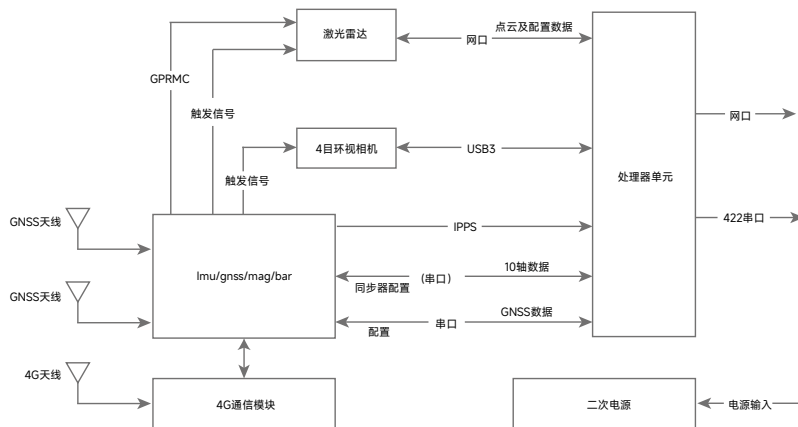 激光雷达
点云及配置数据
网口
GPRMC
触发信号
网口
4目环视相机
USB3
触发信号
处理器单元
GNSS天线
422串口
IPPS
Imu/gnss/mag/bar
10轴数据
(串口)
同步器配置
GNSS天线
GNSS数据
串口
配置
4G天线
4G通信模块
二次电源
电源输入